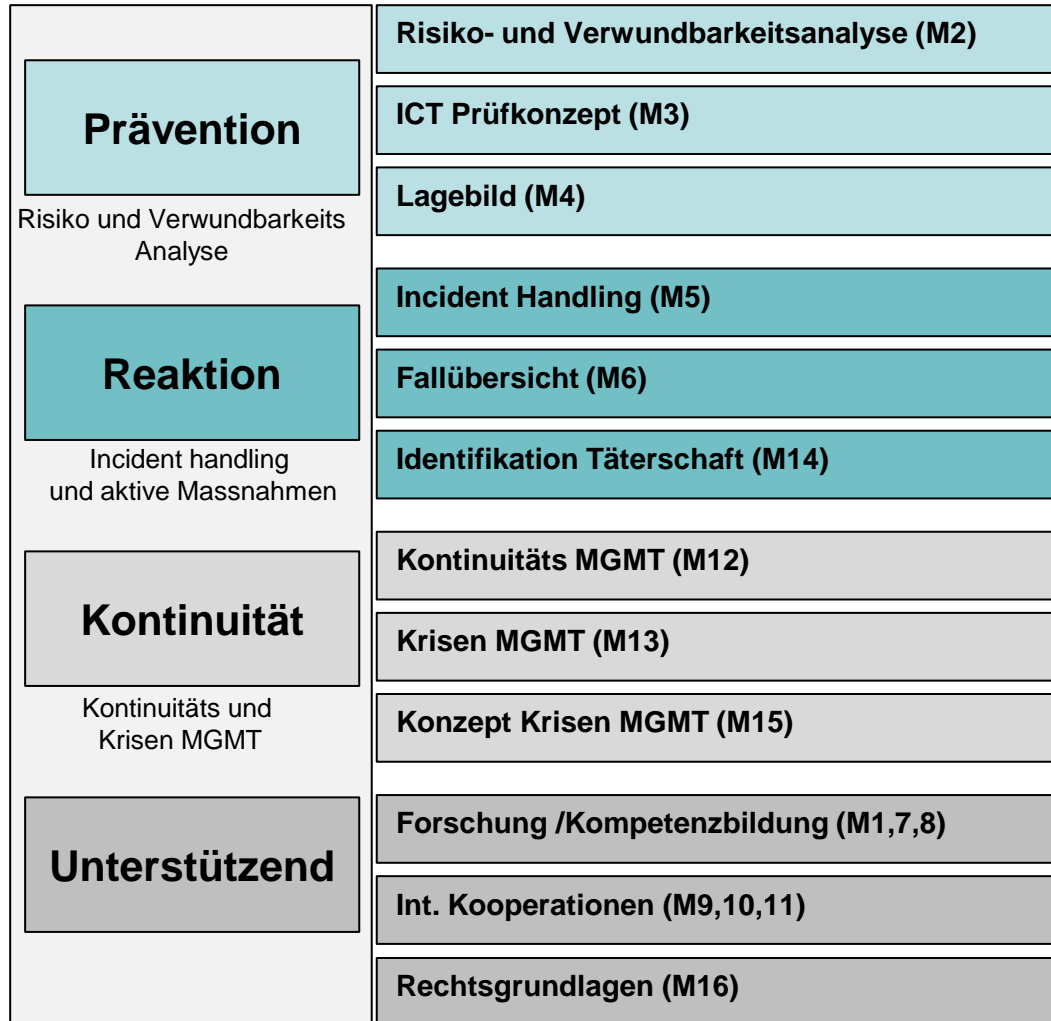 Prävention
Risiko und Verwundbarkeits
Analyse
Risiko- und Verwundbarkeitsanalyse (M2)
ICT Prüfkonzept (M3)
Lagebild (M4)
Reaktion
Incident handling
und aktive Massnahmen
Incident Handling (M5)
Fallübersicht (M6)
Identifikation Täterschaft (M14)
Kontinuität
Kontinuitäts und
Krisen MGMT
Kontinuitäts MGMT (M12)
Krisen MGMT (M13)
Konzept Krisen MGMT (M15)
Unterstützend
Forschung /Kompetenzbildung (M1,7,8)
Int. Kooperationen (M9,10,11)
Rechtsgrundlagen (M16)